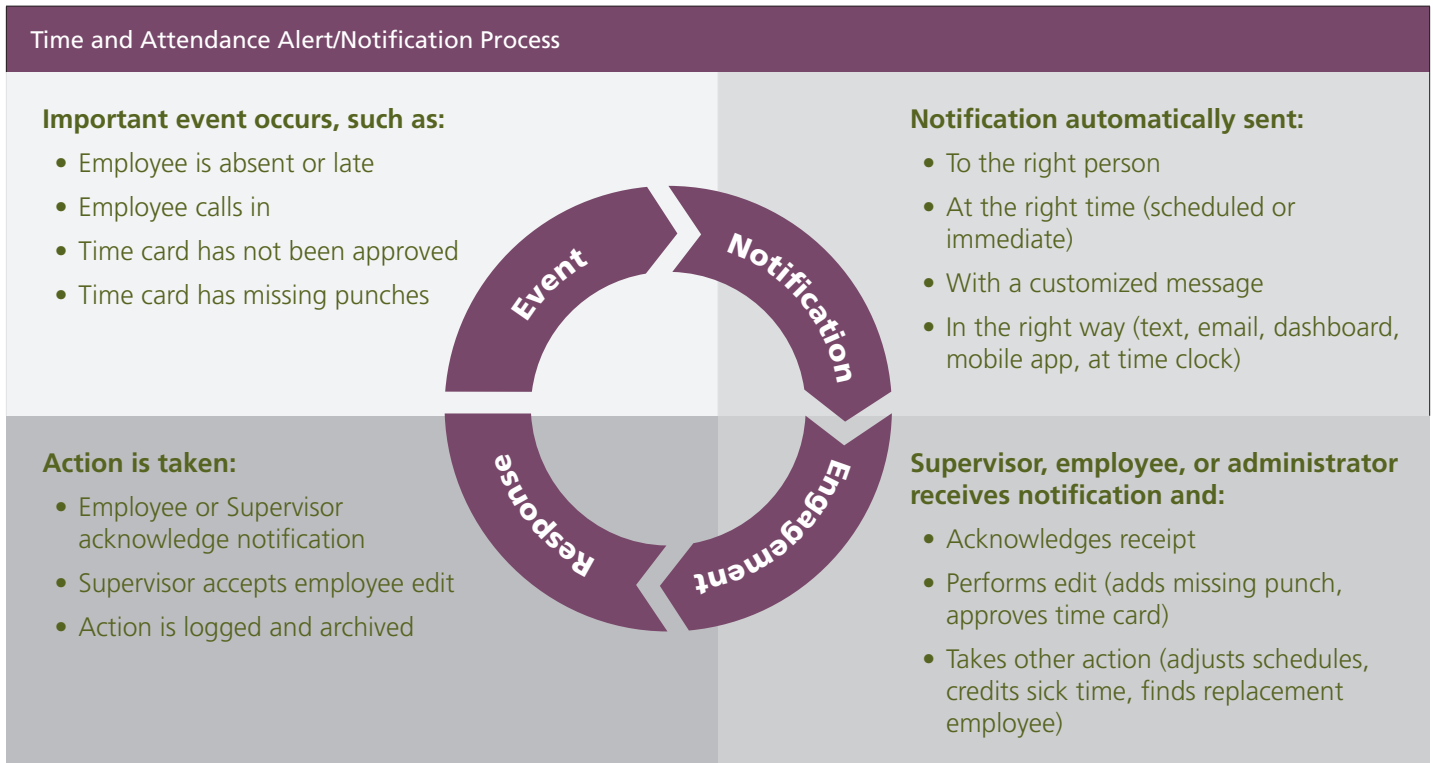 Time and Attendance Alert/Notification Process
Important event occurs, such as:
• Employee is absent or late
• Employee calls in
• Time card has not been approved
• Time card has missing punches
Notification automatically sent:
• To the right person
• At the right time (scheduled or
immediate)
• With a customized message
• In the right way (text, email, dashboard,
mobile app, at time clock)
Event
Notification
Engagement
Response
Action is taken:
• Employee or Supervisor
acknowledge notification
• Supervisor accepts employee edit
• Action is logged and archived
Supervisor, employee, or administrator
receives notification and:
• Acknowledges receipt
• Performs edit (adds missing punch,
approves time card)
• Takes other action (adjusts schedules,
credits sick time, finds replacement
employee)